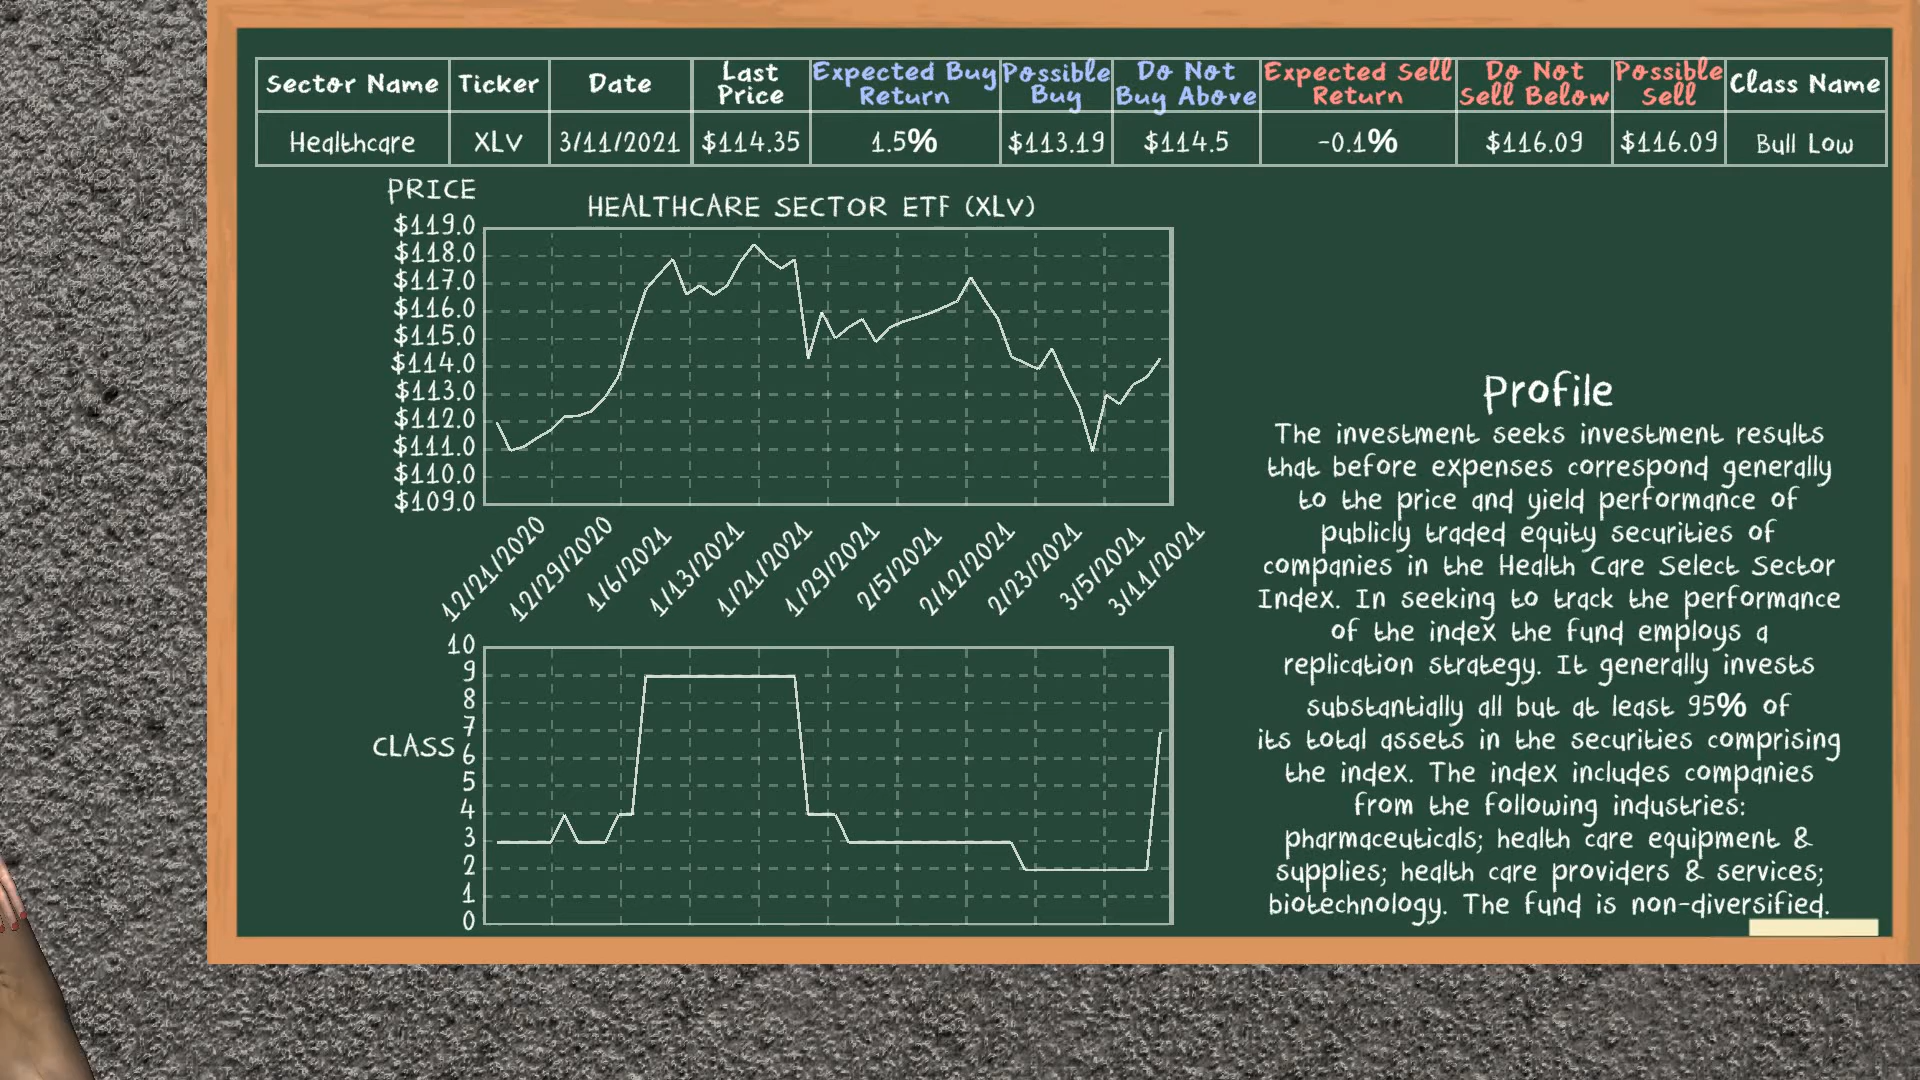 Sector Name Ticker Date Last Price Expected Buy Return Possible Buy Do Not Buy Above Expected Sell Return Do Not Sell Below Possible Sell Class Name
Healthcare XLV 3/11/2021 $114.35 1.5% $113.19 $114.5 -0.1% $116.09 $116.09 Bull Low
PRICE
HEALTHCARE SECTOR ETF (XLV)
$119.0
$118.0
$117.0
$116.0
$115.0
$114.0
$113.0
$112.0
$111.0
$110.0
$109.0
12/21/2020 12/29/2020 1/6/2021 1/13/2021 1/21/2021 1/29/2021 2/5/2021 2/12/2021 2/23/2021 3/5/2021 3/11/2021
10
9
8
7
CLASS
6
5
4
3
2
1
0
Profile
The investment seeks investment results
that before expenses correspond generally
to the price and yield performance of
publicly traded equity securities of
companies in the Health Care Select Sector
Index. In seeking to track the performance
of the index the fund employs a
replication strategy. It generally invests
substantially all but at least 95% of
its total assets in the securities comprising
the index. The index includes companies
from the following industries:
pharmaceuticals; health care equipment &
supplies; health care providers & services;
biotechnology. The fund is non-diversified.